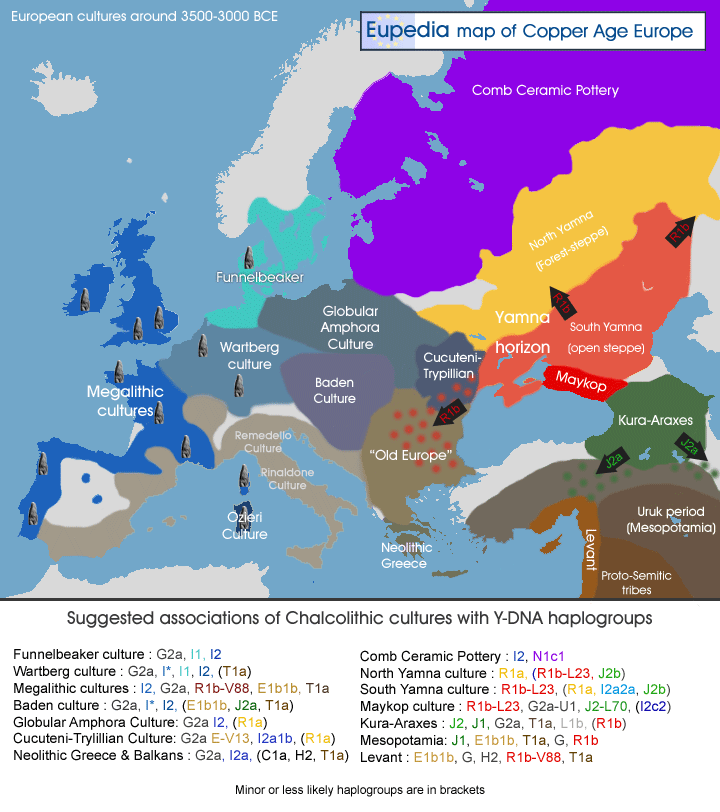 European cultures around 3500-3000 BCE
Eupedia map of Copper Age Europe
Comb Ceramic Pottery
North Yamna
(Forest-steppe)
R1b
Funnelbeaker
R1b
Globular
Amphora
Culture
Yamna
horizon
South Yamna
(open steppe)
Wartberg
culture
Cucuteni-
Trypillian
Maykop
Baden
Culture
Megalithic
cultures
R1b
Kura-Araxes
Remedello
Culture
"Old Europe"
J2a
J2a
Rinaldone
Culture
Ozieri
Culture
Uruk period
(Mesopotamia)
Neolithic
Greece
Levant
Proto-Semitic
tribes
Suggested associations of Chalcolithic cultures with Y-DNA haplogroups
Funnelbeaker culture : G2a, I1, I2
Wartberg culture : G2a, I*, I1, I2, (T1a)
Megalithic cultures : I2, G2a, R1b-V88, E1b1b, T1a
Baden culture : G2a, I*, I2, (E1b1b, J2a, T1a)
Globular Amphora Culture: G2a I2, (R1a)
Cucuteni-Trylillian Culture: G2a E-V13, I2a1b, (R1a)
Neolithic Greece & Balkans : G2a, I2a, (C1a, H2, T1a)
Comb Ceramic Pottery : I2, N1c1
North Yamna culture : R1a, (R1b-L23, J2b)
South Yamna culture : R1b-L23, (R1a, I2a2a, J2b)
Maykop culture : R1b-L23, G2a-U1, J2-L70, (I2c2)
Kura-Araxes : J2, J1, G2a, T1a, L1b, (R1b)
Mesopotamia: J1, E1b1b, T1a, G, R1b
Levant : E1b1b, G, H2, R1b-V88, T1a
Minor or less likely haplogroups are in brackets